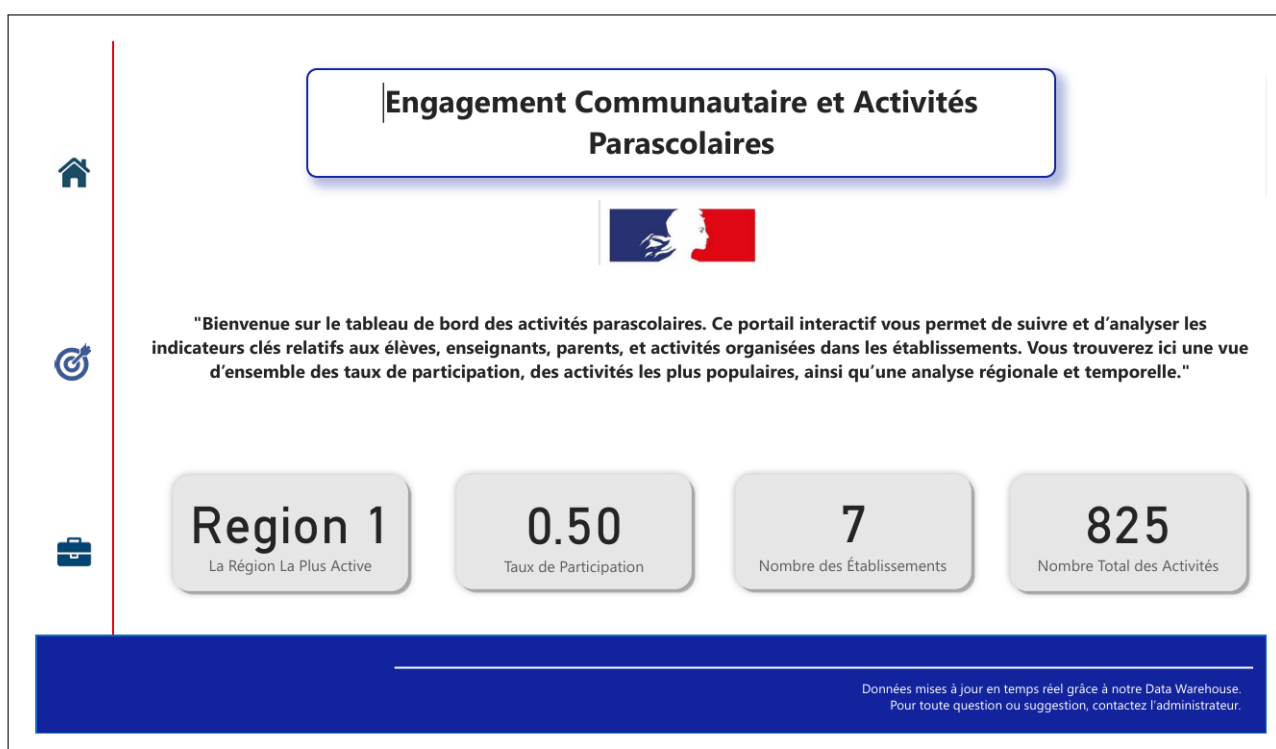 Engagement Communautaire et Activités
Parascolaires
"Bienvenue sur le tableau de bord des activités parascolaires. Ce portail interactif vous permet de suivre et d’analyser les
indicateurs clés relatifs aux élèves, enseignants, parents, et activités organisées dans les établissements. Vous trouverez ici une vue
d’ensemble des taux de participation, des activités les plus populaires, ainsi qu’une analyse régionale et temporelle."
Region 1
La Région La Plus Active
0.50
Taux de Participation
7
Nombre des Établissements
825
Nombre Total des Activités
Données mises à jour en temps réel grâce à notre Data Warehouse.
Pour toute question ou suggestion, contactez l’administrateur.